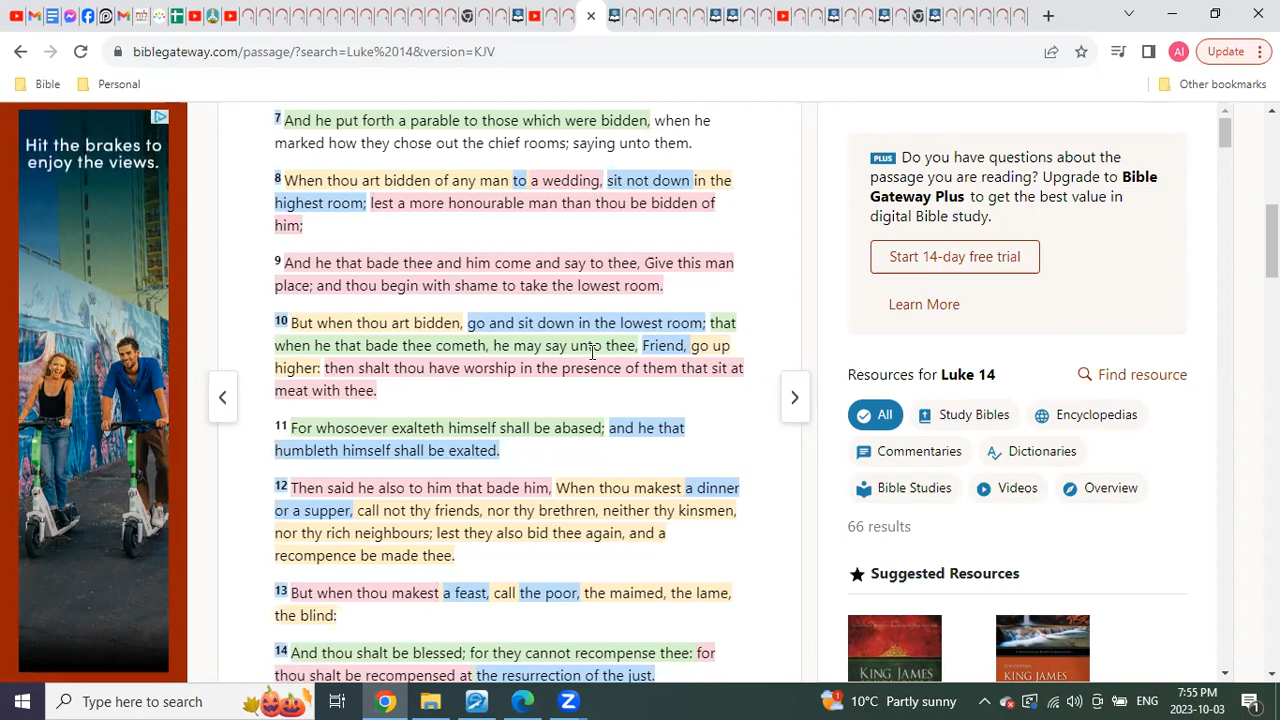 biblegateway.com/passage/?search=Luke%2014&version=KJV
AI
Update
Bible
Personal
Other bookmarks
Hit the brakes to
enjoy the views.
7 And he put forth a parable to those which were bidden, when he
marked how they chose out the chief rooms; saying unto them.
8 When thou art bidden of any man to a wedding, sit not down in the
highest room; lest a more honourable man than thou be bidden of
him;
9 And he that bade thee and him come and say to thee, Give this man
place; and thou begin with shame to take the lowest room.
10 But when thou art bidden, go and sit down in the lowest room; that
when he that bade thee cometh, he may say unto thee, Friend, go up
higher: then shalt thou have worship in the presence of them that sit at
meat with thee.
11 For whosoever exalteth himself shall be abased; and he that
humbleth himself shall be exalted.
12 Then said he also to him that bade him, When thou makest a dinner
or a supper, call not thy friends, nor thy brethren, neither thy kinsmen,
nor thy rich neighbours; lest they also bid thee again, and a
recompence be made thee.
13 But when thou makest a feast, call the poor, the maimed, the lame,
the blind:
14 And thou shalt be blessed; for they cannot recompense thee: for
the resurrection of the just.
PLUS Do you have questions about the
passage you are reading? Upgrade to Bible
Gateway Plus to get the best value in
digital Bible study.
Start 14-day free trial
Learn More
Resources for Luke 14
Find resource
All
Study Bibles
Encyclopedias
Commentaries
Dictionaries
Bible Studies
Videos
Overview
66 results
Suggested Resources
KING JAMES
KING JAMES
Type here to search
1
10°C Partly sunny
ENG
7:55 PM
2023-10-03
1